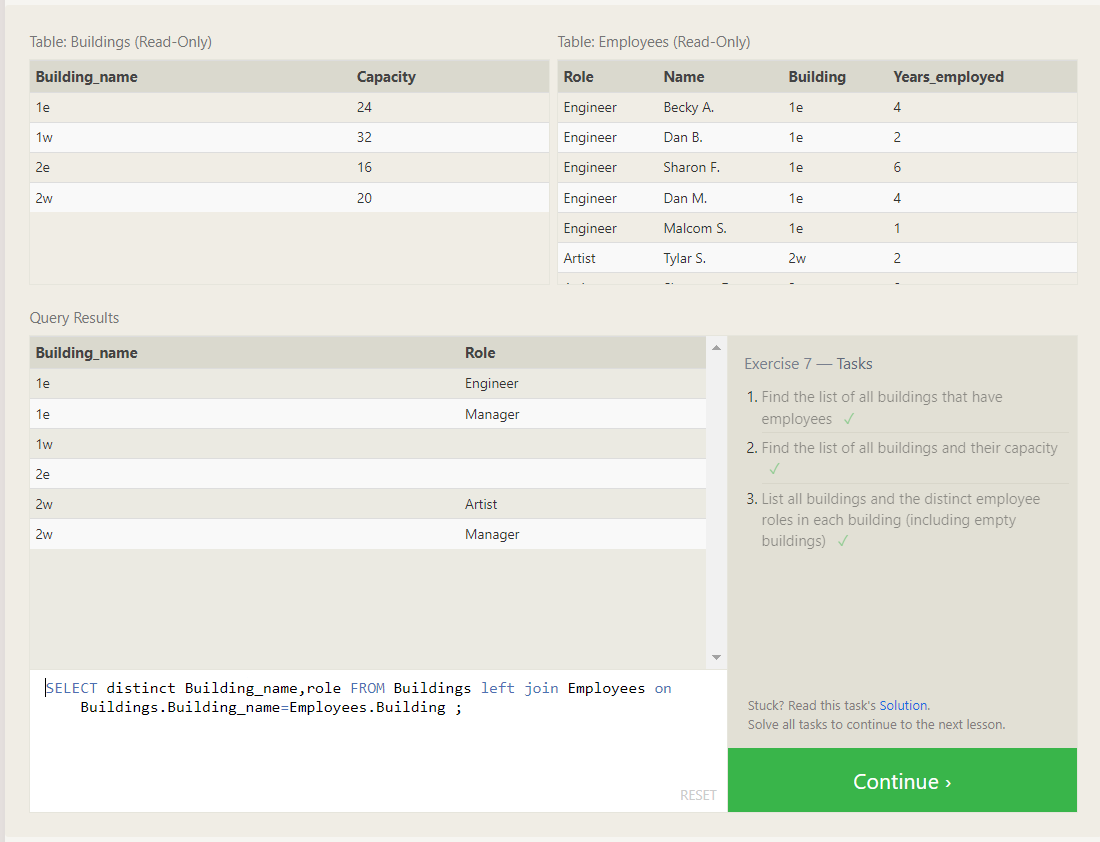 Table: Buildings (Read-Only)
Building_name Capacity
1e 24
1w 32
2e 16
2w 20
Table: Employees (Read-Only)
Role Name Building Years_employed
Engineer Becky A. 1e 4
Engineer Dan B. 1e 2
Engineer Sharon F. 1e 6
Engineer Dan M. 1e 4
Engineer Malcom S. 1e 1
Artist Tylar S. 2w 2
Query Results
Building_name Role
1e Engineer
1e Manager
1w
2e
2w Artist
2w Manager
SELECT distinct Building_name,role FROM Buildings left join Employees on
Buildings.Building_name=Employees.Building ;
RESET
Exercise 7 — Tasks
1. Find the list of all buildings that have
employees ✓
2. Find the list of all buildings and their capacity
✓
3. List all buildings and the distinct employee
roles in each building (including empty
buildings) ✓
Stuck? Read this task's Solution.
Solve all tasks to continue to the next lesson.
Continue ›